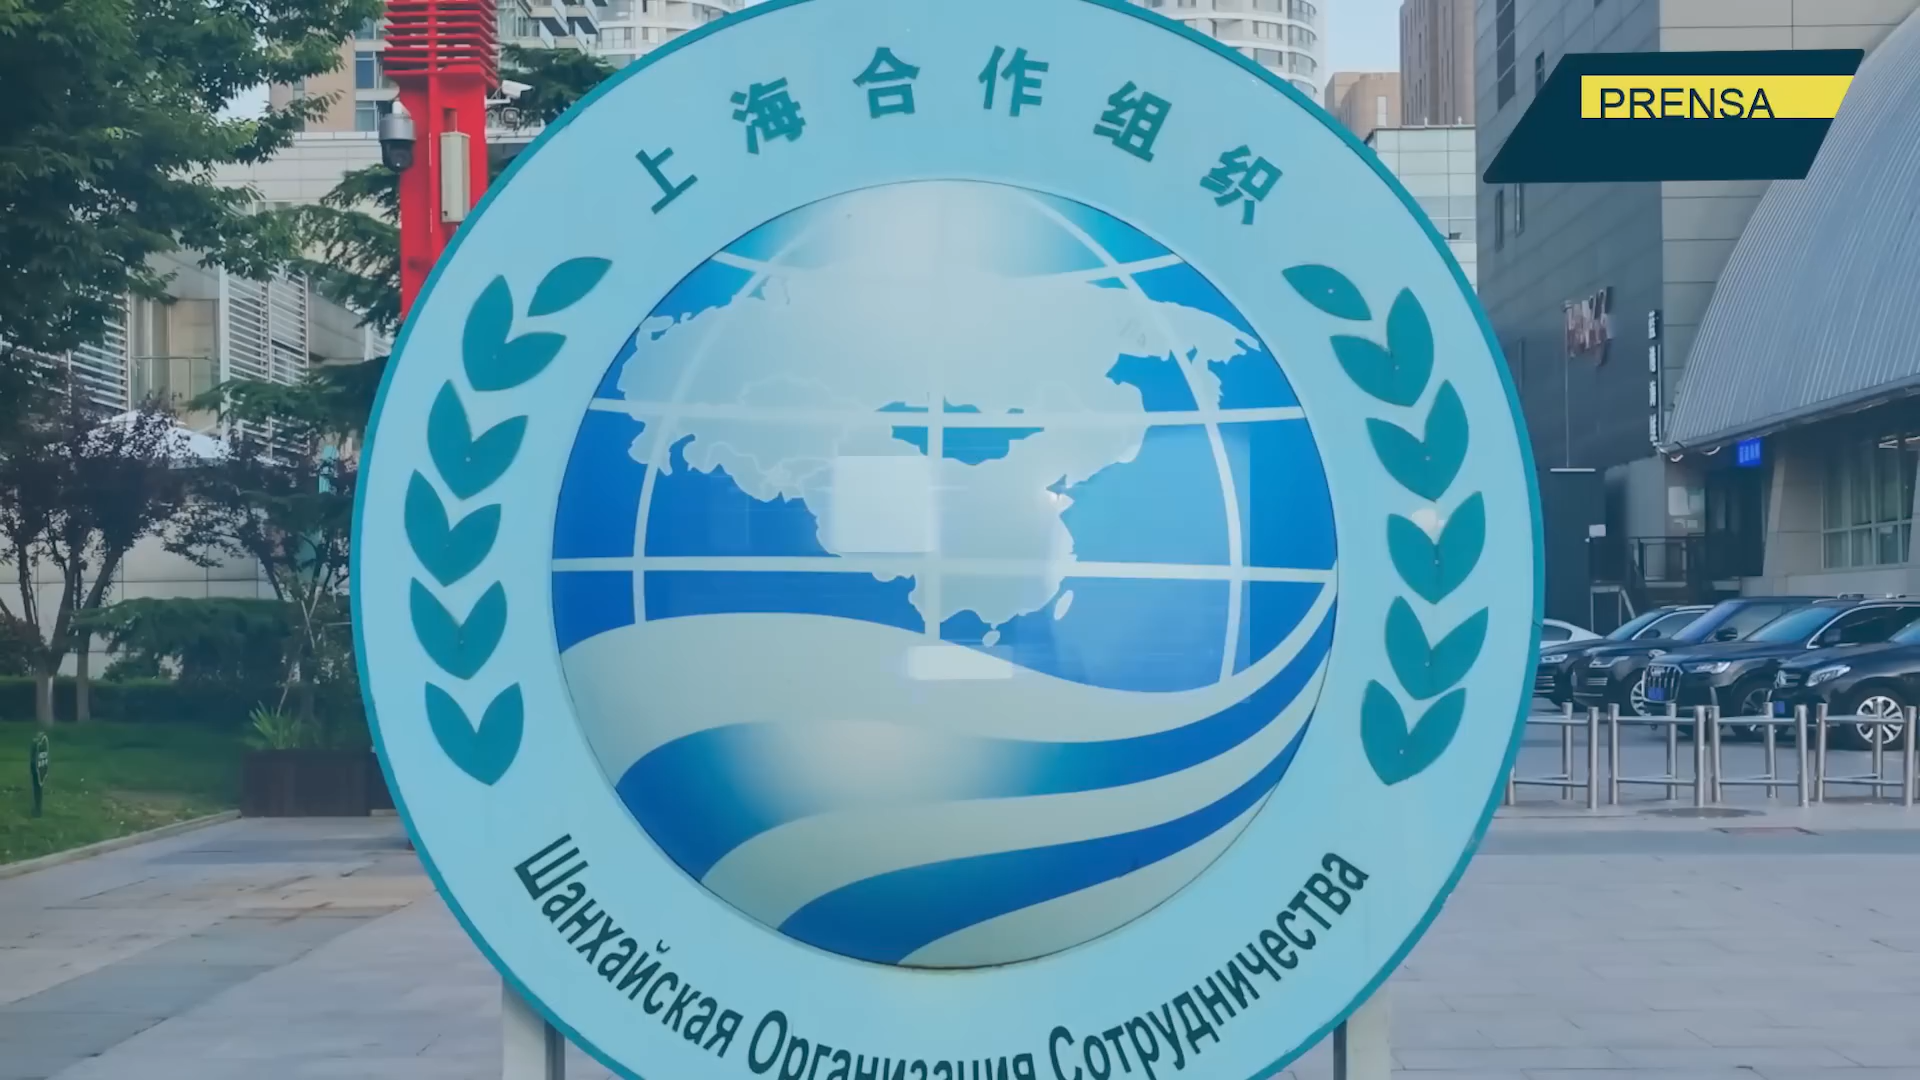 PRENSA
上海合作组织
Шанхайская Организация Сотрудничества